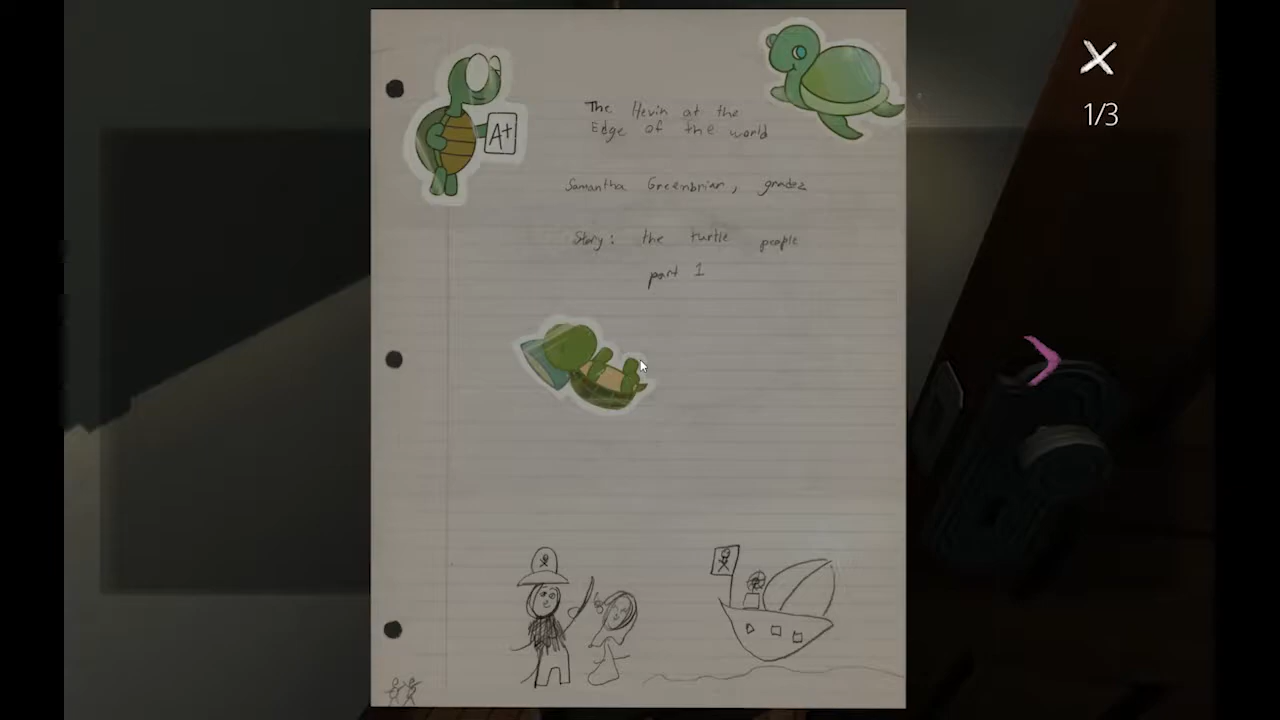 A+
The Hevin at the
Edge of the world
Samantha Greenbriar, grade2
Story: the turtle people
part 1
1/3